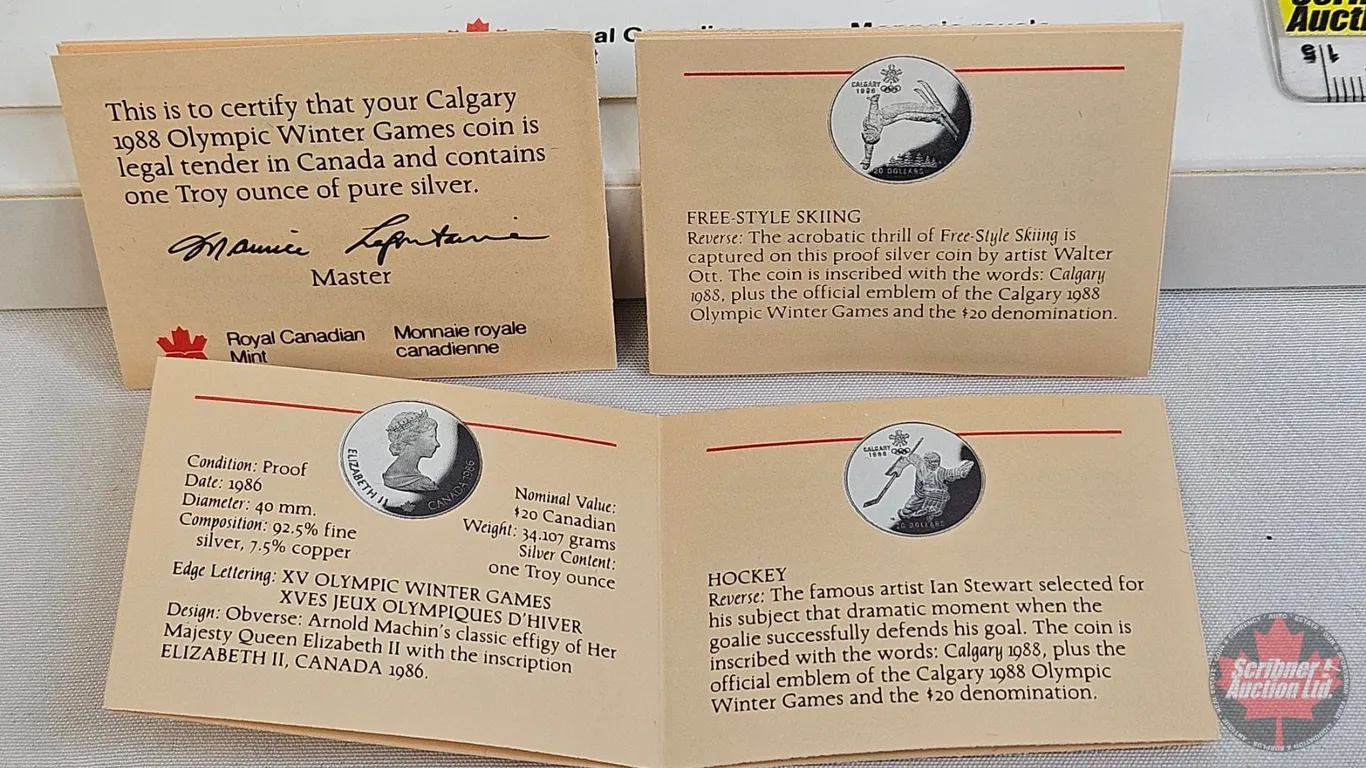 Royal Canadian
Monnaie royale
Auction
15
This is to certify that your Calgary
1988 Olympic Winter Games coin is
legal tender in Canada and contains
one Troy ounce of pure silver.
Maurice Lafontaine
Master
Royal Canadian
Mint
Monnaie royale
canadienne
CALGARY
1988
20 DOLLARS
FREE-STYLE SKIING
Reverse: The acrobatic thrill of Free-Style Skiing is
captured on this proof silver coin by artist Walter
Ott. The coin is inscribed with the words: Calgary
1988, plus the official emblem of the Calgary 1988
Olympic Winter Games and the $20 denomination.
ELIZABETH II
CANADA 1986
Condition: Proof
Date: 1986
Diameter: 40 mm.
Composition: 92.5% fine
silver, 7.5% copper
Nominal Value:
$20 Canadian
Weight: 34.107 grams
Silver Content:
one Troy ounce
Edge Lettering: XV OLYMPIC WINTER GAMES
XVES JEUX OLYMPIQUES D'HIVER
Design: Obverse: Arnold Machin's classic effigy of Her
Majesty Queen Elizabeth II with the inscription
ELIZABETH II, CANADA 1986.
CALGARY
1988
20 DOLLARS
HOCKEY
Reverse: The famous artist Ian Stewart selected for
his subject that dramatic moment when the
goalie successfully defends his goal. The coin is
inscribed with the words: Calgary 1988, plus the
official emblem of the Calgary 1988 Olympic
Winter Games and the $20 denomination.
Scribner
Auction Ltd.